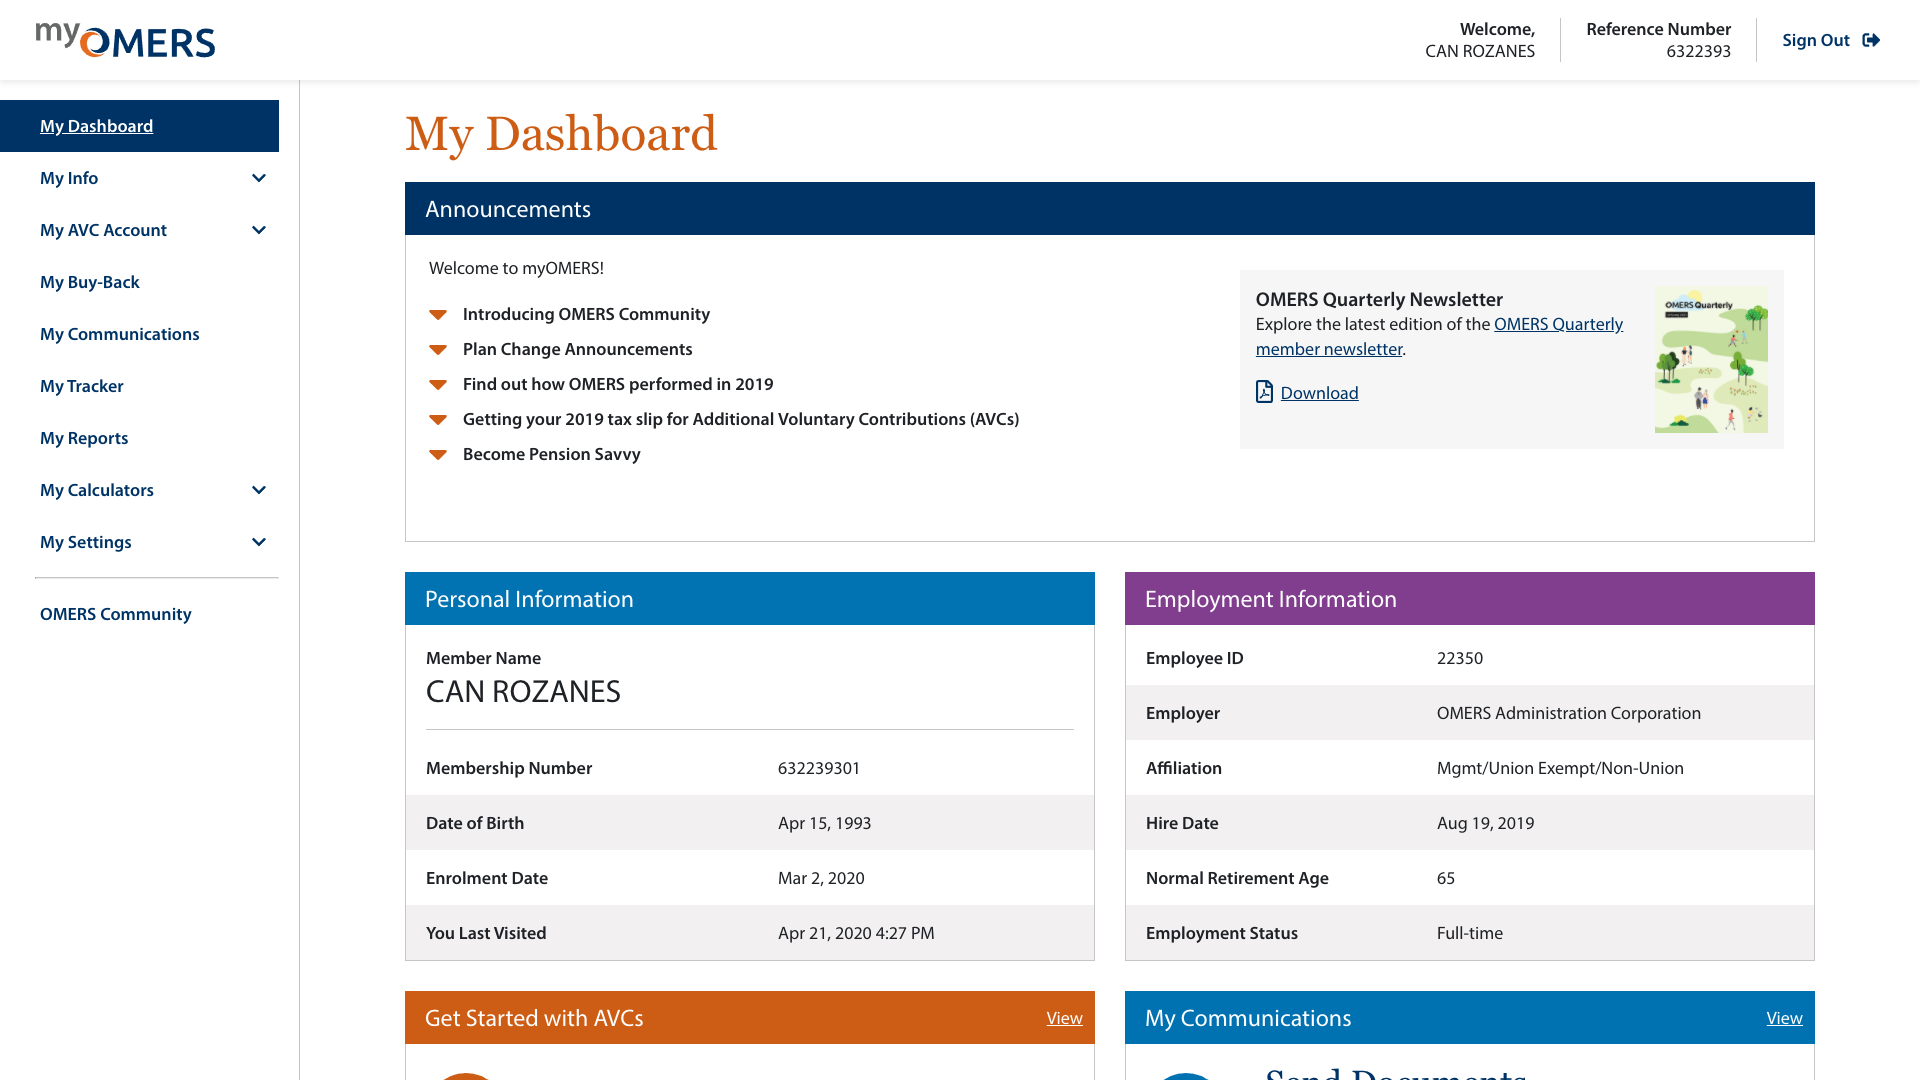 myOMERS
Welcome,
CAN ROZANES
Reference Number
6322393
Sign Out
My Dashboard
My Info
My AVC Account
My Buy-Back
My Communications
My Tracker
My Reports
My Calculators
My Settings
OMERS Community
My Dashboard
Announcements
Welcome to myOMERS!
Introducing OMERS Community
Plan Change Announcements
Find out how OMERS performed in 2019
Getting your 2019 tax slip for Additional Voluntary Contributions (AVCs)
Become Pension Savvy
OMERS Quarterly Newsletter
Explore the latest edition of the OMERS Quarterly
member newsletter.
Download
OMERS Quarterly
Personal Information
Member Name
CAN ROZANES
Membership Number 632239301
Date of Birth Apr 15, 1993
Enrolment Date Mar 2, 2020
You Last Visited Apr 21, 2020 4:27 PM
Employment Information
Employee ID 22350
Employer OMERS Administration Corporation
Affiliation Mgmt/Union Exempt/Non-Union
Hire Date Aug 19, 2019
Normal Retirement Age 65
Employment Status Full-time
Get Started with AVCs View
My Communications View
Send Documents